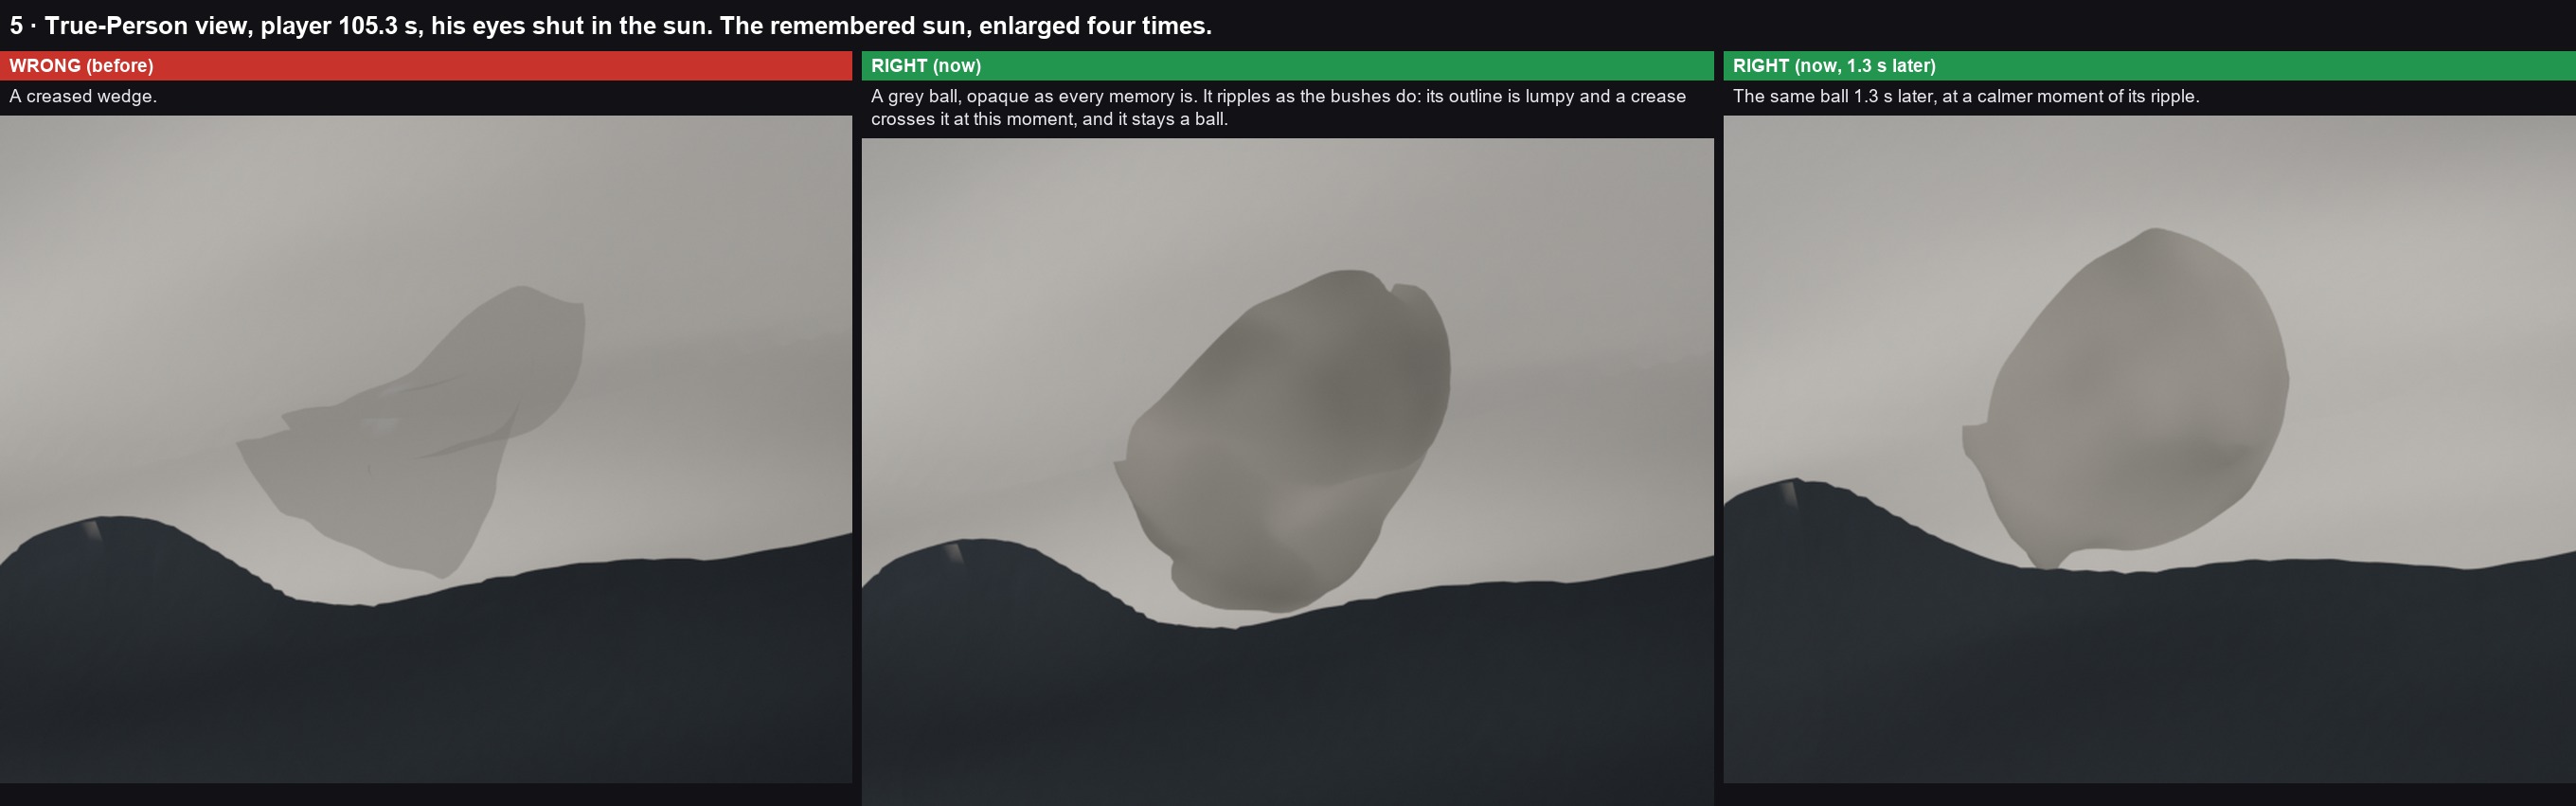 5 · True-Person view, player 105.3 s, his eyes shut in the sun. The remembered sun, enlarged four times.
WRONG (before)
A creased wedge.
RIGHT (now)
A grey ball, opaque as every memory is. It ripples as the bushes do: its outline is lumpy and a crease
crosses it at this moment, and it stays a ball.
RIGHT (now, 1.3 s later)
The same ball 1.3 s later, at a calmer moment of its ripple.